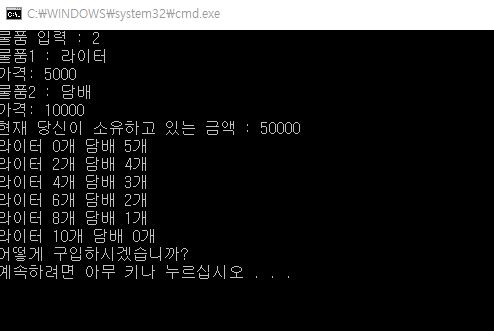 C:\WINDOWS\system32\cmd.exe
물품 입력 : 2
물품1 : 라이터
가격: 5000
물품2 : 담배
가격: 10000
현재 당신이 소유하고 있는 금액 : 50000
라이터 0개 담배 5개
라이터 2개 담배 4개
라이터 4개 담배 3개
라이터 6개 담배 2개
라이터 8개 담배 1개
라이터 10개 담배 0개
어떻게 구입하시겠습니까?
계속하려면 아무 키나 누르십시오 . . .